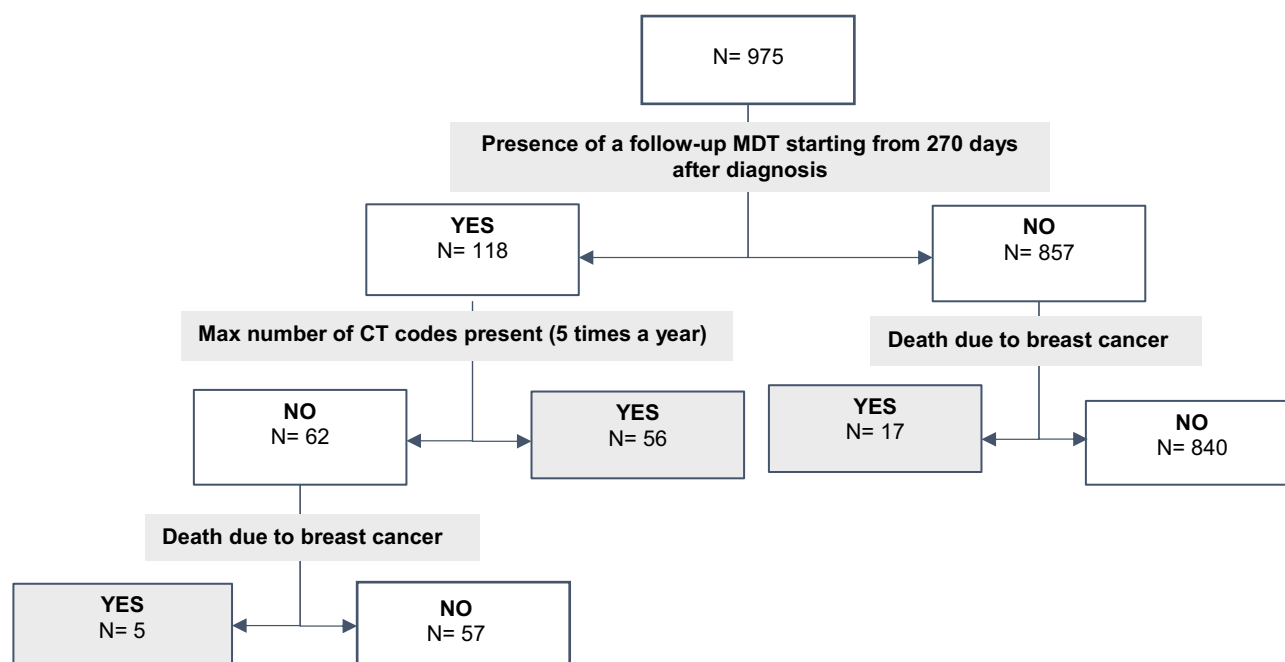 N= 975
Presence of a follow-up MDT starting from 270 days
after diagnosis
YES
N= 118
NO
N= 857
Max number of CT codes present (5 times a year)
Death due to breast cancer
NO
N= 62
YES
N= 56
YES
N= 17
NO
N= 840
Death due to breast cancer
YES
N= 5
NO
N= 57